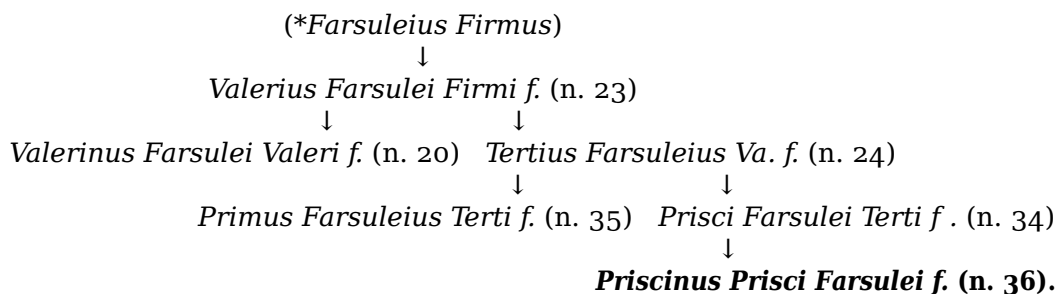 (*Farsuleius Firmus)
↓
Valerius Farsulei Firmi f. (n. 23)
↓ ↓
Valerinus Farsulei Valeri f. (n. 20) Tertius Farsuleius Va. f. (n. 24)
↓ ↓
Primus Farsuleius Terti f. (n. 35) Prisci Farsulei Terti f . (n. 34)
↓
Priscinus Prisci Farsulei f. (n. 36).